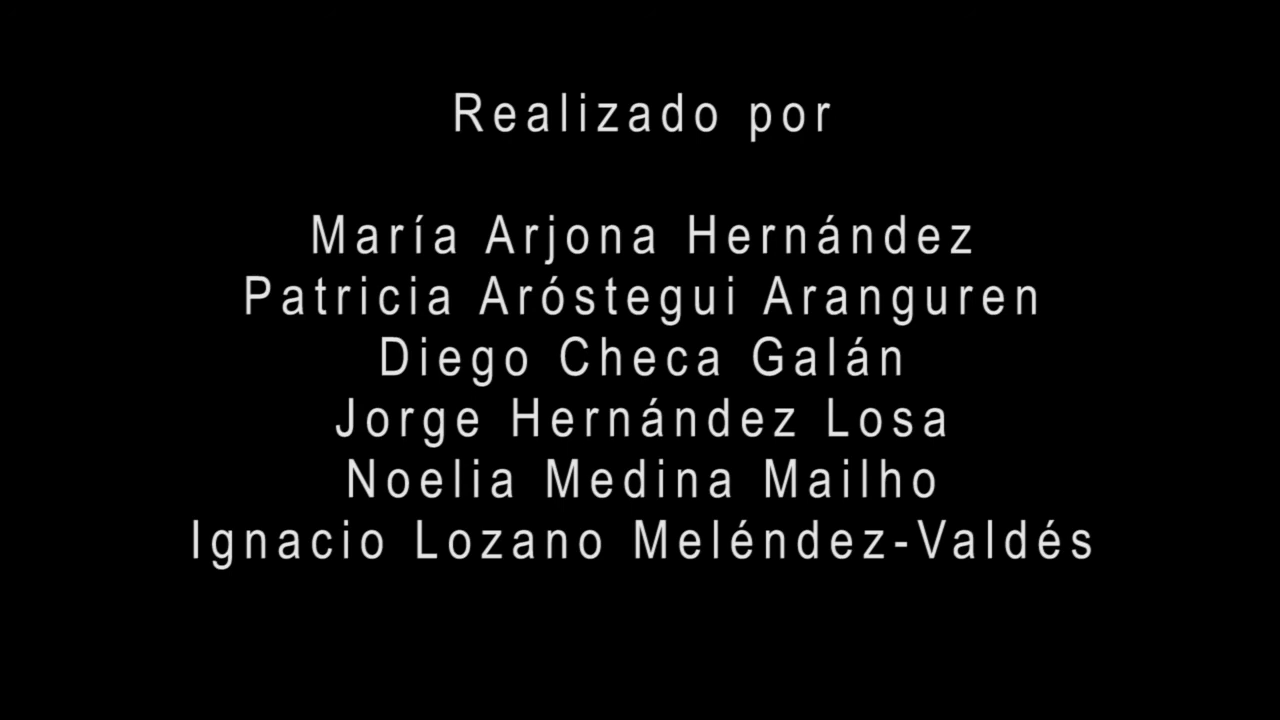 Realizado por
María Arjona Hernández
Patricia Aróstegui Aranguren
Diego Checa Galán
Jorge Hernández Losa
Noelia Medina Mailho
Ignacio Lozano Meléndez-Valdés